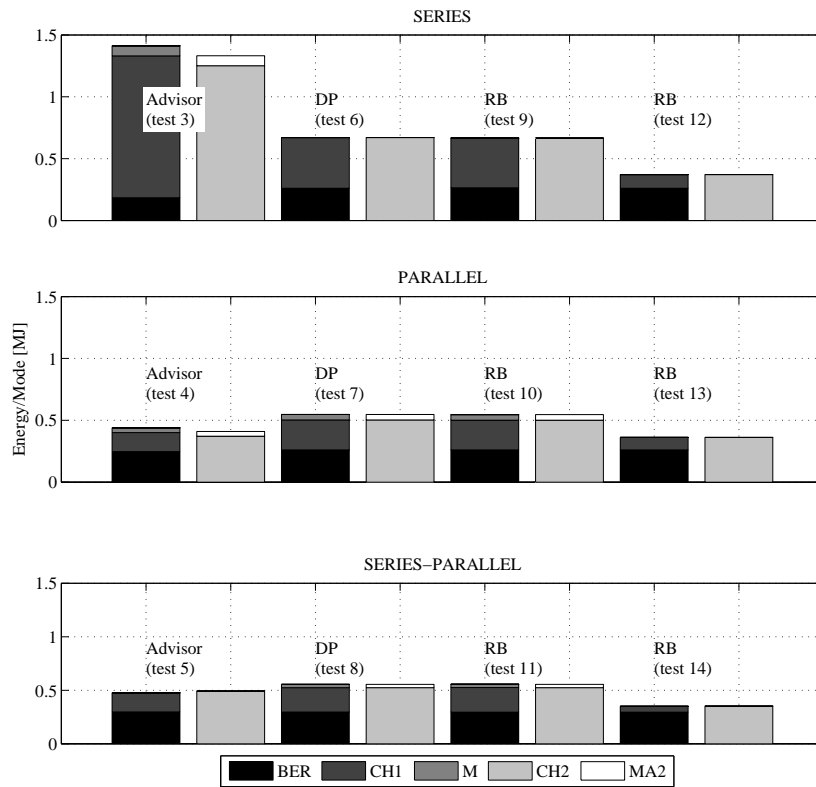 SERIES
1.5
1
0.5
0
Advisor
(test 3)
DP
(test 6)
RB
(test 9)
RB
(test 12)
PARALLEL
Energy/Mode [MJ]
1.5
1
0.5
0
Advisor
(test 4)
DP
(test 7)
RB
(test 10)
RB
(test 13)
SERIES−PARALLEL
1.5
1
0.5
0
Advisor
(test 5)
DP
(test 8)
RB
(test 11)
RB
(test 14)
BER CH1 M CH2 MA2